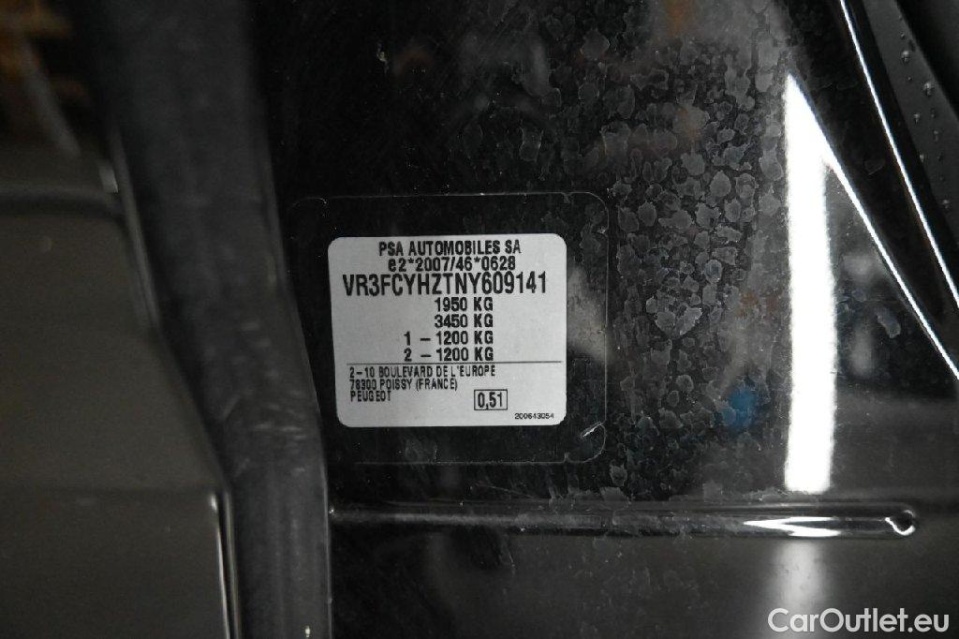 PSA AUTOMOBILES SA
e2*2007/46*0628
VR3FCYHZTNY609141
1950 KG
3450 KG
1 - 1200 KG
2 - 1200 KG
2-10 BOULEVARD DE L'EUROPE
78300 POISSY (FRANCE)
PEUGEOT
0,51
200643054
CarOutlet.eu